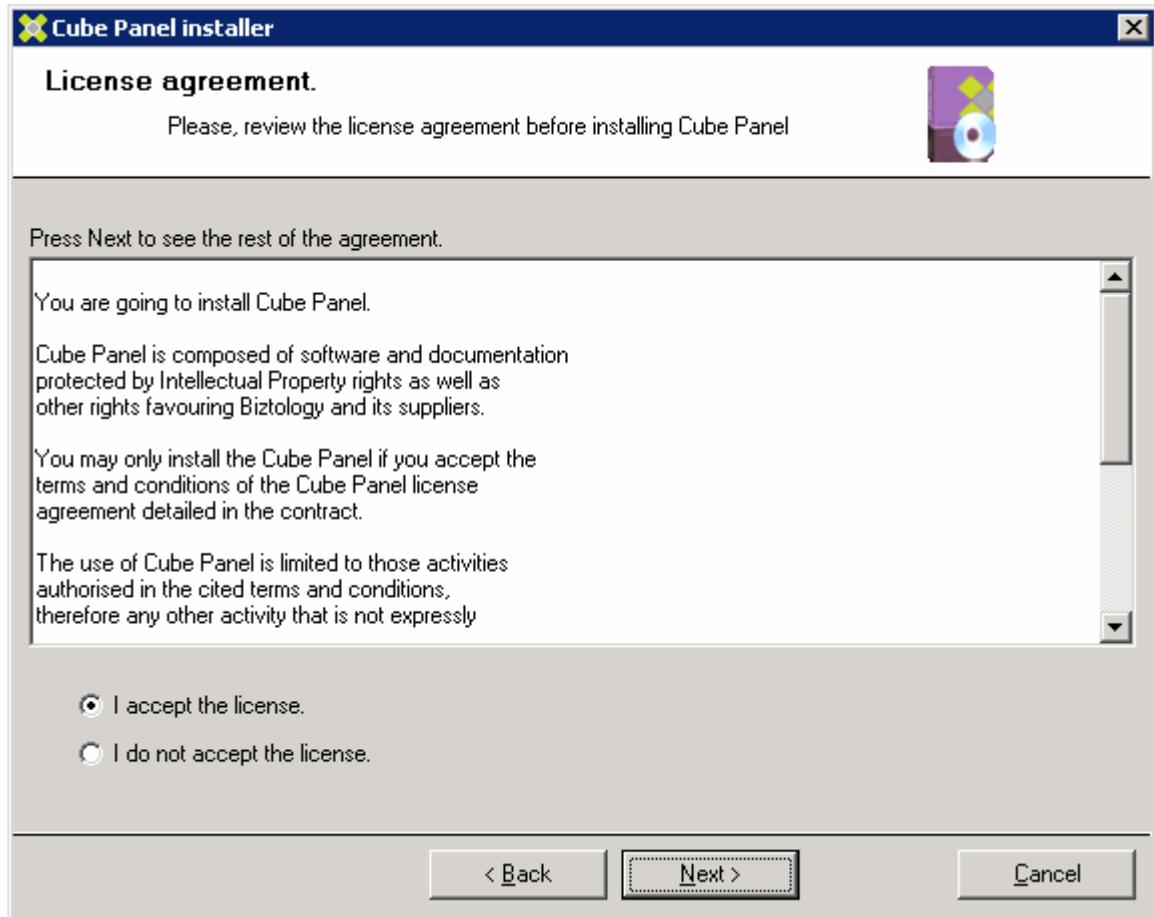 Cube Panel installer
License agreement.
Please, review the license agreement before installing Cube Panel
Press Next to see the rest of the agreement.
You are going to install Cube Panel.
Cube Panel is composed of software and documentation
protected by Intellectual Property rights as well as
other rights favouring Biztology and its suppliers.
You may only install the Cube Panel if you accept the
terms and conditions of the Cube Panel license
agreement detailed in the contract.
The use of Cube Panel is limited to those activities
authorised in the cited terms and conditions,
therefore any other activity that is not expressly
I accept the license.
I do not accept the license.
< Back
Next >
Cancel